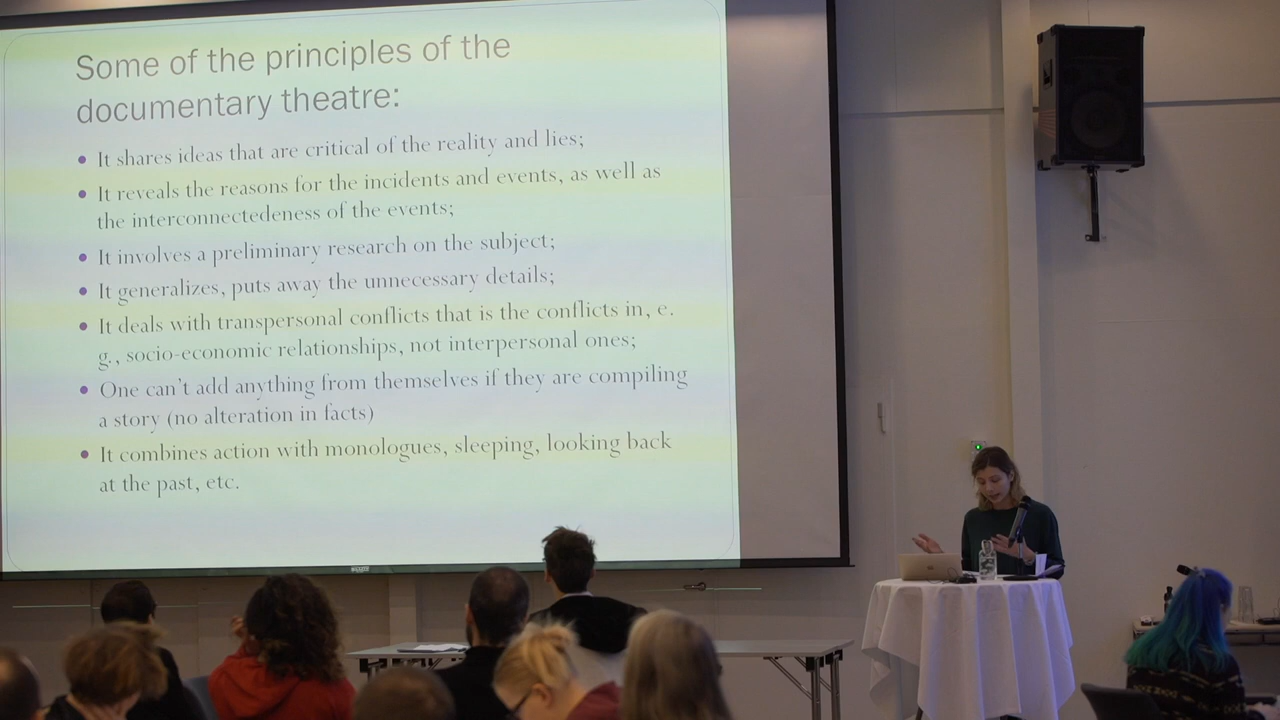 Some of the principles of the
documentary theatre:
• It shares ideas that are critical of the reality and lies;
• It reveals the reasons for the incidents and events, as well as
the interconnectedeness of the events;
• It involves a preliminary research on the subject;
• It generalizes, puts away the unnecessary details;
• It deals with transpersonal conflicts that is the conflicts in, e.
g., socio-economic relationships, not interpersonal ones;
• One can't add anything from themselves if they are compiling
a story (no alteration in facts)
• It combines action with monologues, sleeping, looking back
at the past, etc.